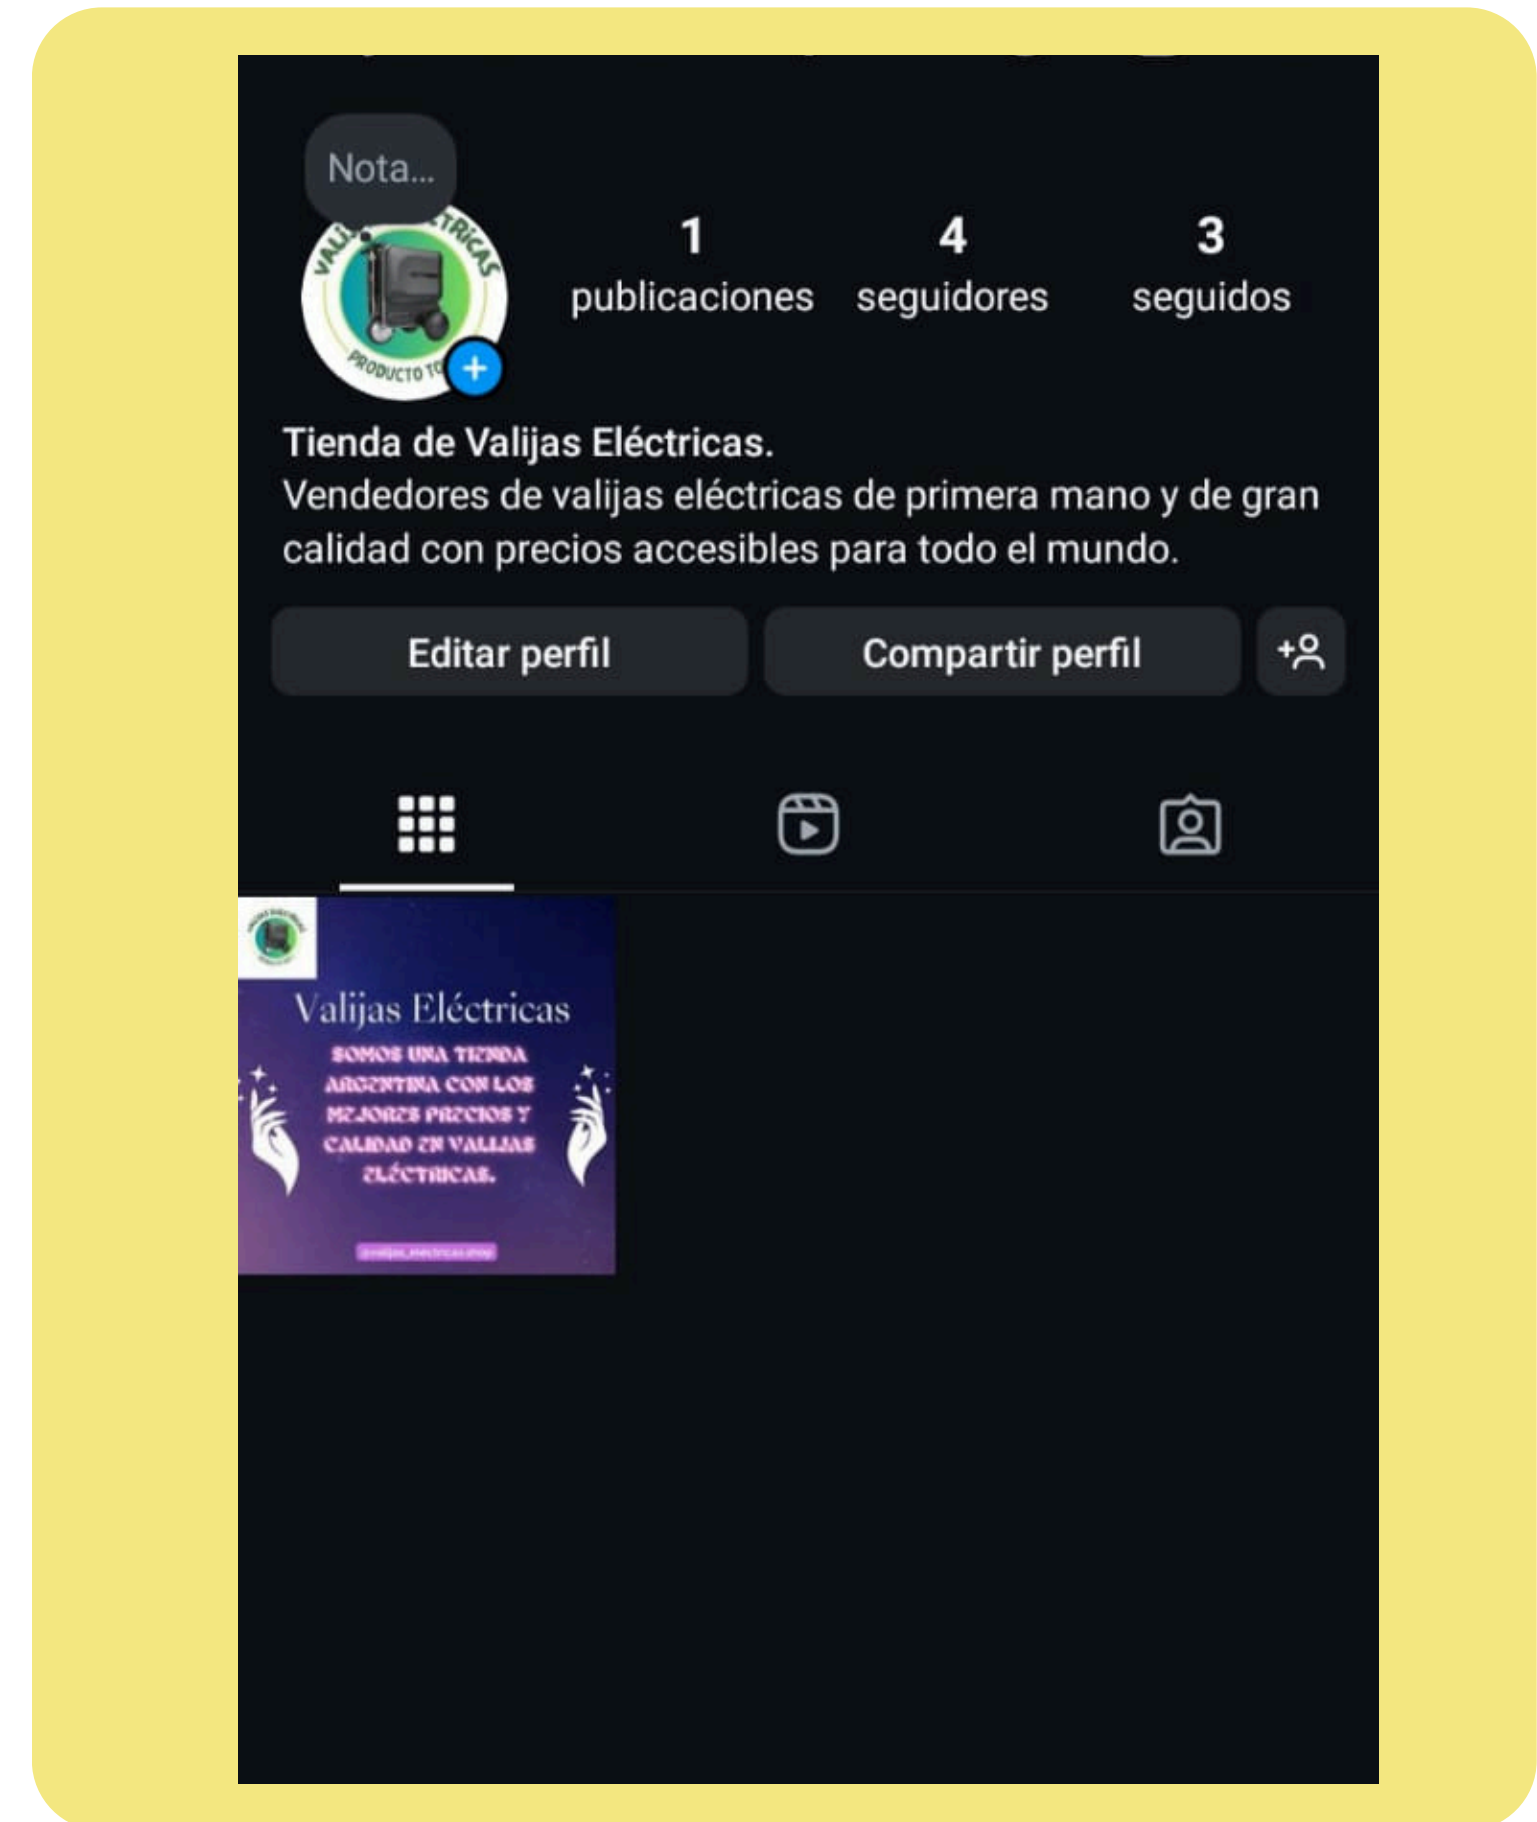 Nota...
1
publicaciones
4
seguidores
3
seguidos
PRODUCTO
Tienda de Valijas Eléctricas.
Vendedores de valijas eléctricas de primera mano y de gran
calidad con precios accesibles para todo el mundo.
Editar perfil
Compartir perfil
Valijas Eléctricas
SOMOS UNA TIENDA
ARGENTINA CON LOS
MEJORES PRECIOS Y
CALIDAD EN VALIJAS
ELÉCTRICAS.